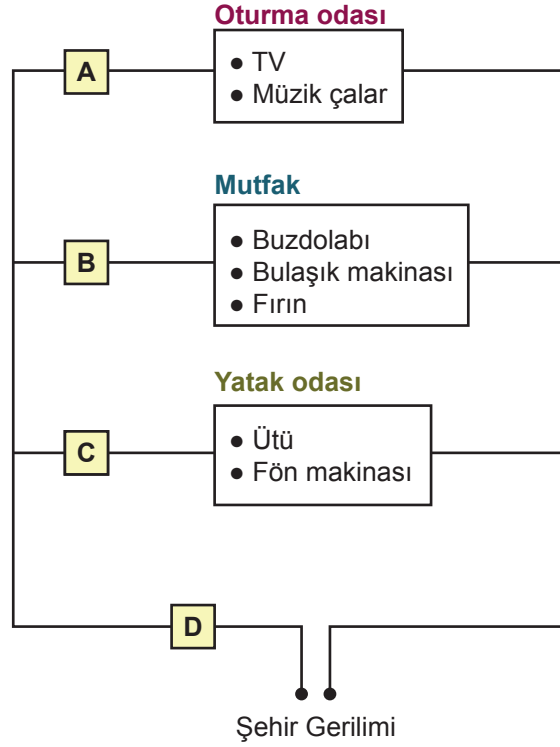 Oturma odası
A
● TV
● Müzik çalar
Mutfak
B
● Buzdolabı
● Bulaşık makinası
● Fırın
Yatak odası
C
● Ütü
● Fön makinası
D
Şehir Gerilimi